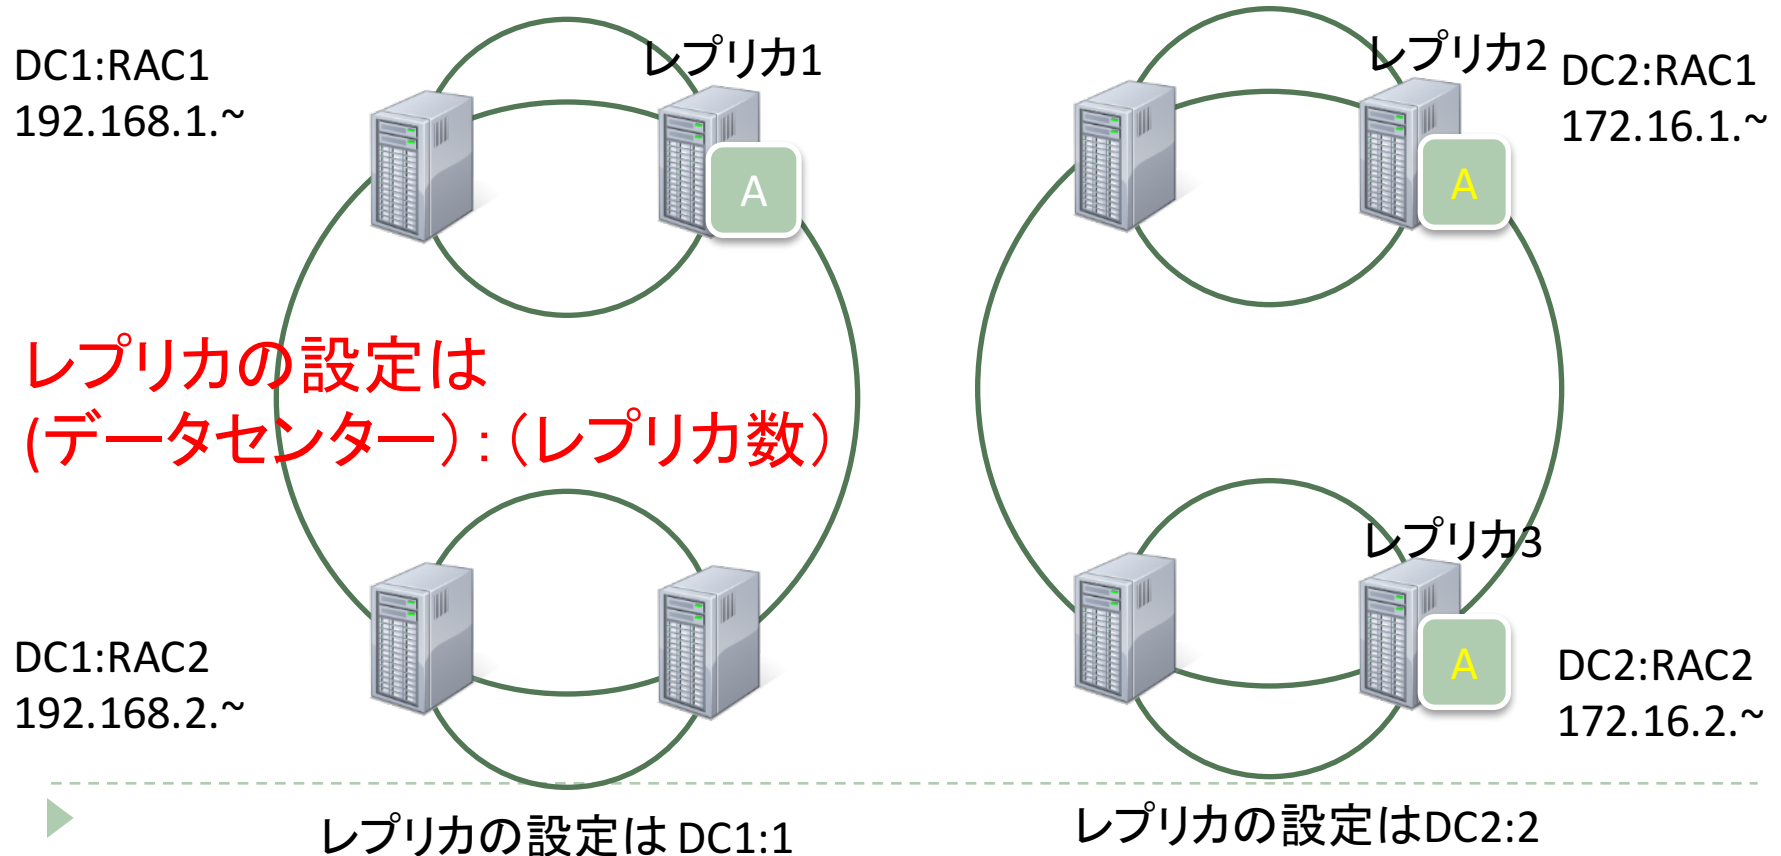 DC1:RAC1
192.168.1.~
レプリカ1
A
レプリカ2
DC2:RAC1
172.16.1.~
A
レプリカの設定は
(データセンター）:（レプリカ数）
レプリカ3
A
DC1:RAC2
192.168.2.~
DC2:RAC2
172.16.2.~
レプリカの設定は DC1:1
レプリカの設定はDC2:2